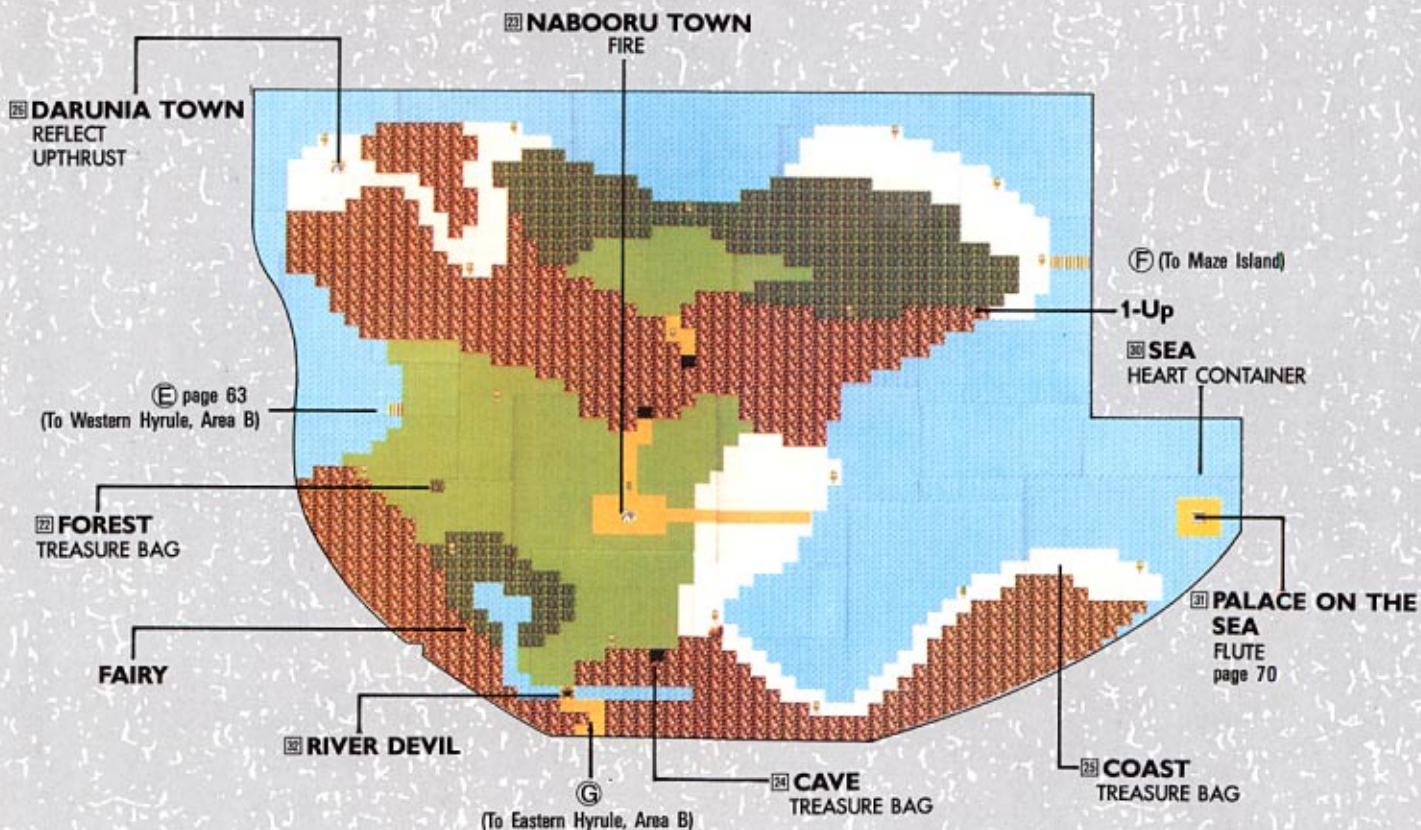 23 NABOORU TOWN
FIRE
26 DARUNIA TOWN
REFLECT
UPTHRUST
Ⓕ (To Maze Island)
1-Up
30 SEA
HEART CONTAINER
Ⓔ page 63
(To Western Hyrule, Area B)
22 FOREST
TREASURE BAG
31 PALACE ON THE
SEA
FLUTE
page 70
FAIRY
32 RIVER DEVIL
24 CAVE
TREASURE BAG
25 COAST
TREASURE BAG
Ⓖ
(To Eastern Hyrule, Area B)